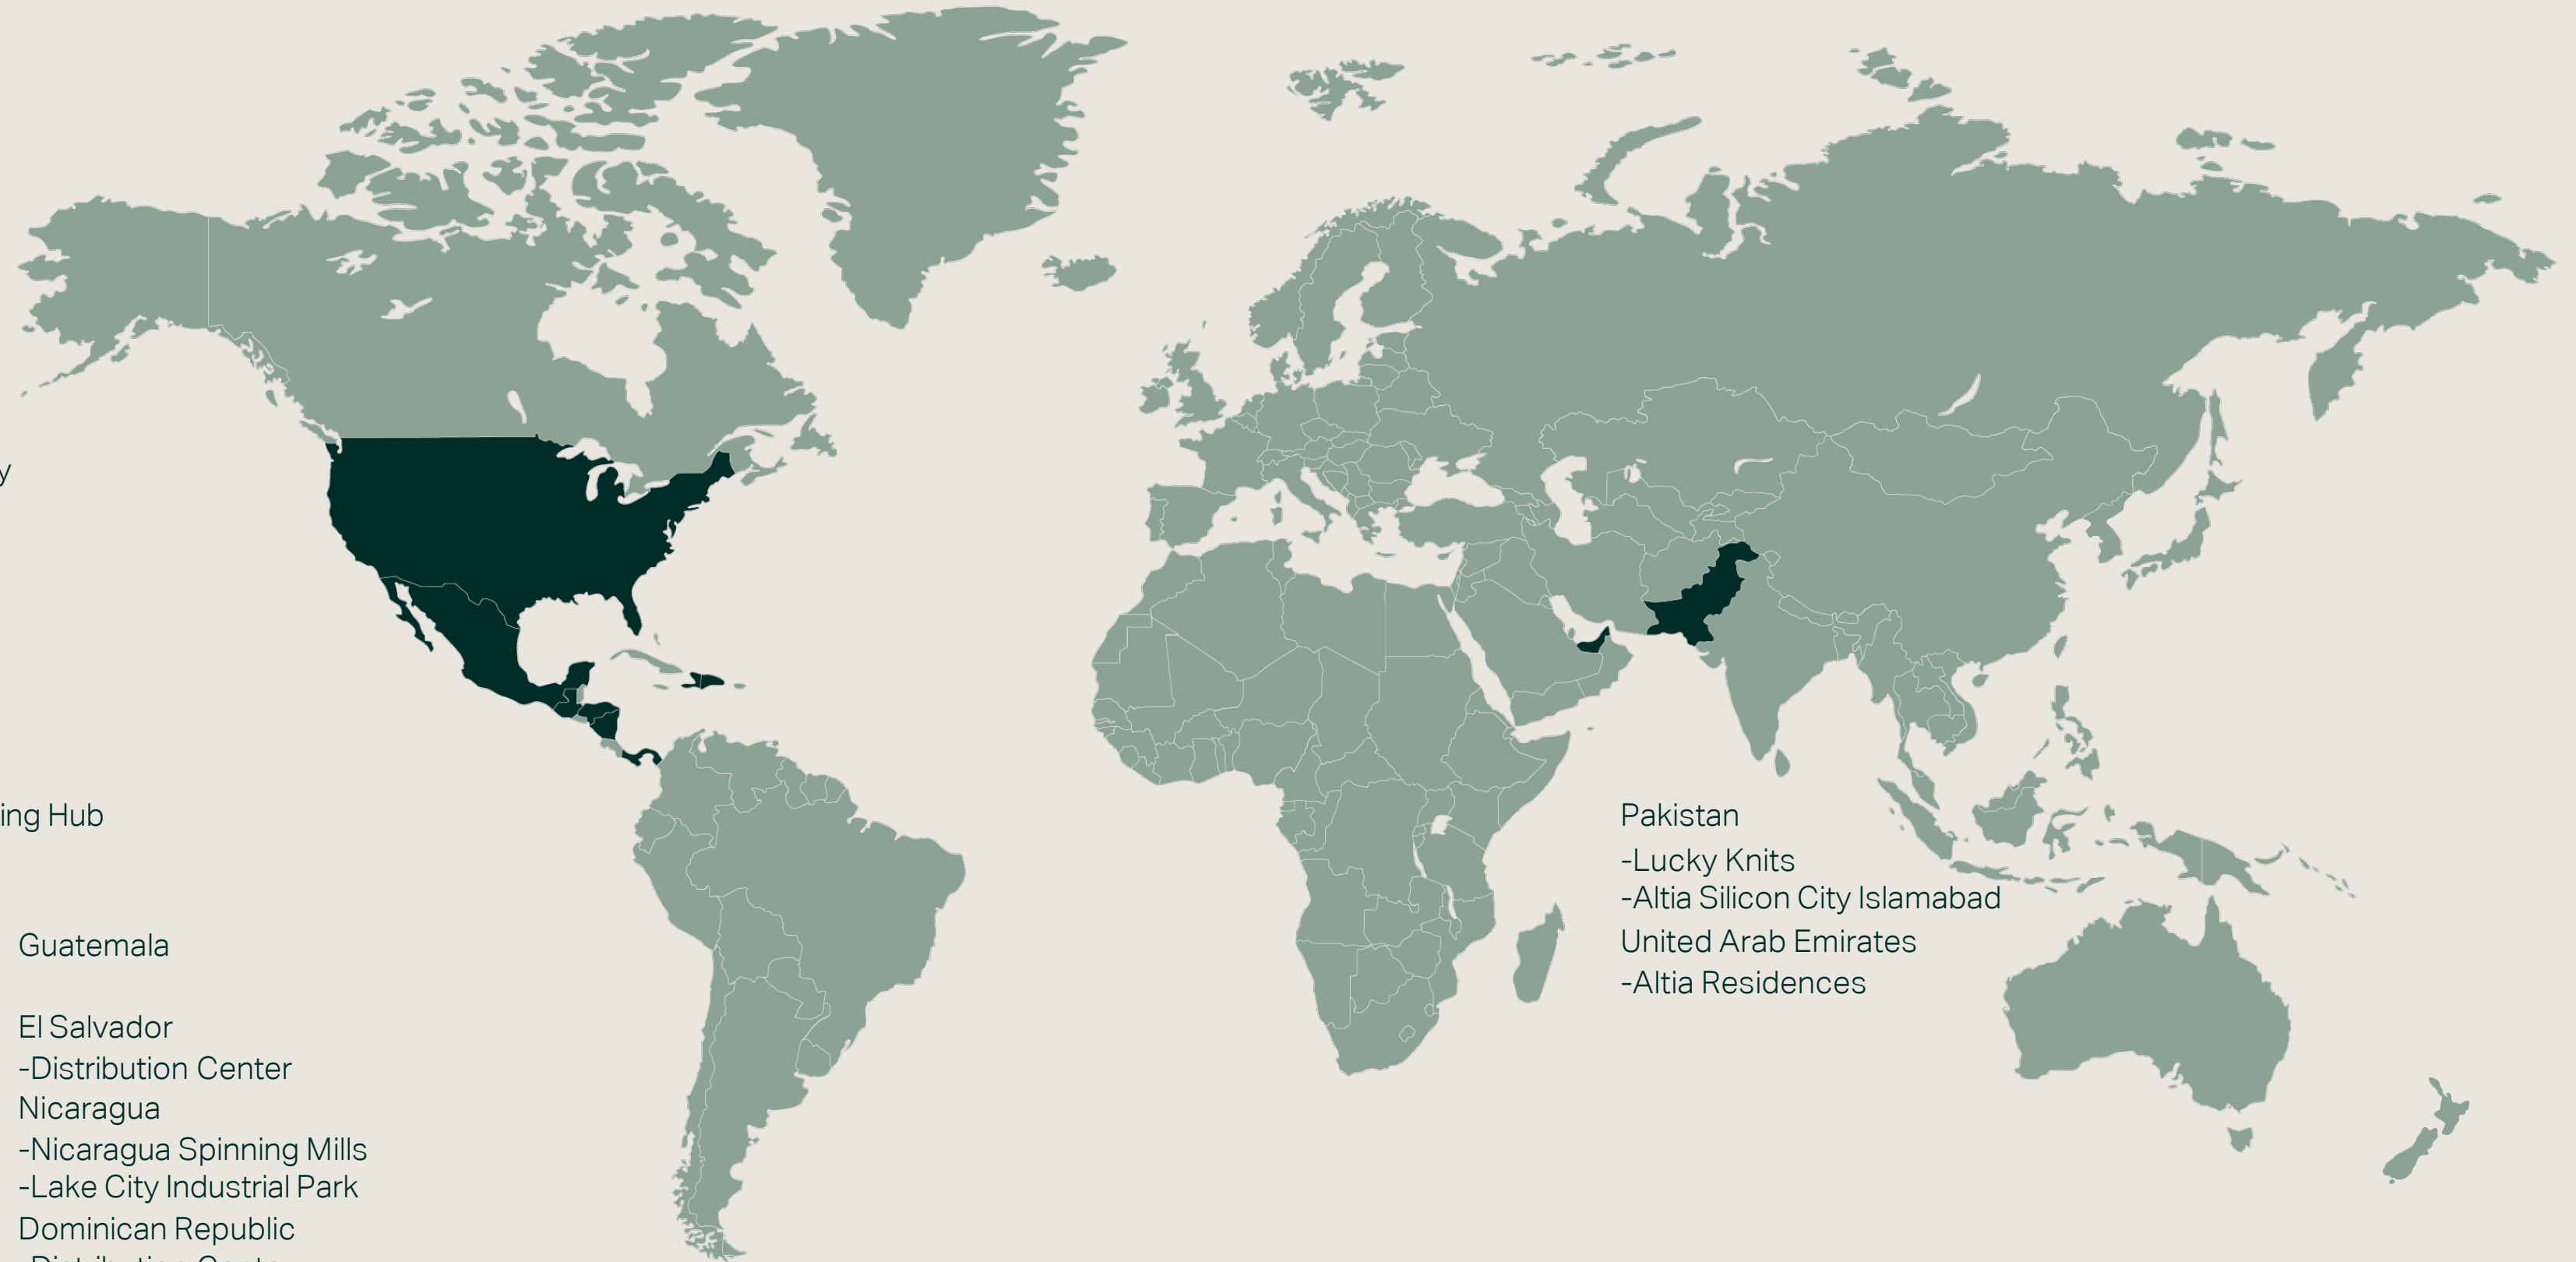 y
ing Hub
Guatemala
El Salvador
-Distribution Center
Nicaragua
-Nicaragua Spinning Mills
-Lake City Industrial Park
Dominican Republic
Pakistan
-Lucky Knits
-Altia Silicon City Islamabad
United Arab Emirates
-Altia Residences